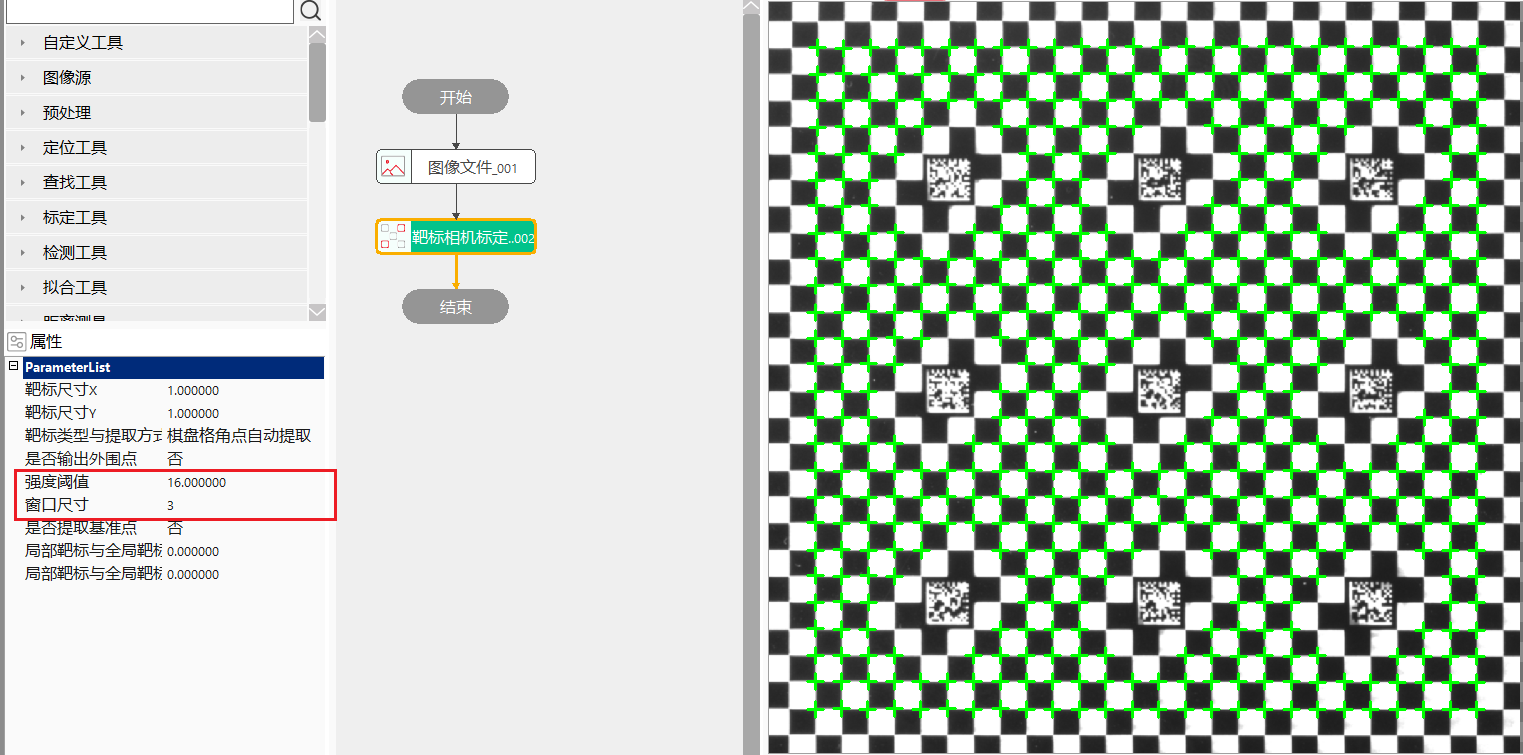 自定义工具
图像源
预处理
定位工具
查找工具
标定工具
检测工具
拟合工具
属性
ParameterList
靶标尺寸X 1.000000
靶标尺寸Y 1.000000
靶标类型与提取方式 棋盘格角点自动提取
是否输出外围点 否
强度阈值 16.000000
窗口尺寸 3
是否提取基准点 否
局部靶标与全局靶标 0.000000
局部靶标与全局靶标 0.000000
开始
图像文件_001
靶标相机标定..002
结束